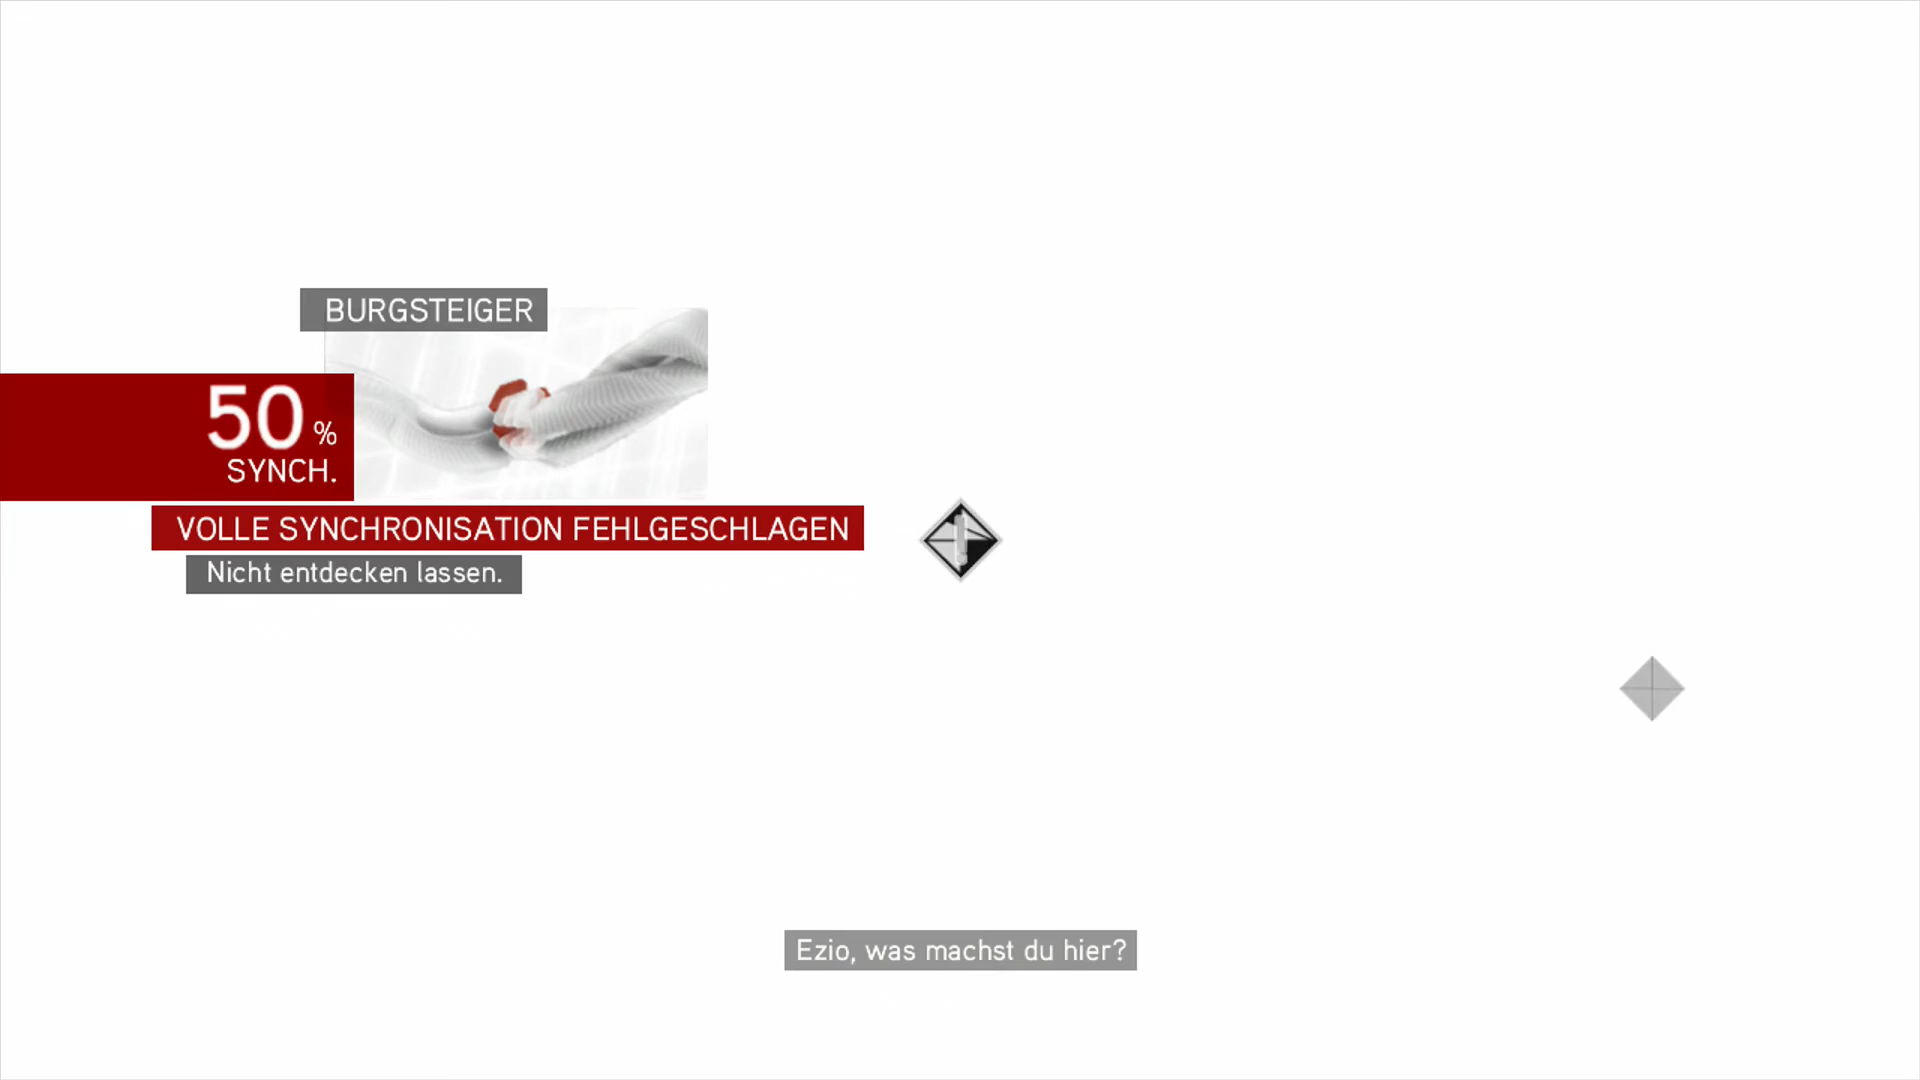 BURGSTEIGER
50 %
SYNCH.
VOLLE SYNCHRONISATION FEHLGESCHLAGEN
Nicht entdecken lassen.
Ezio, was machst du hier?